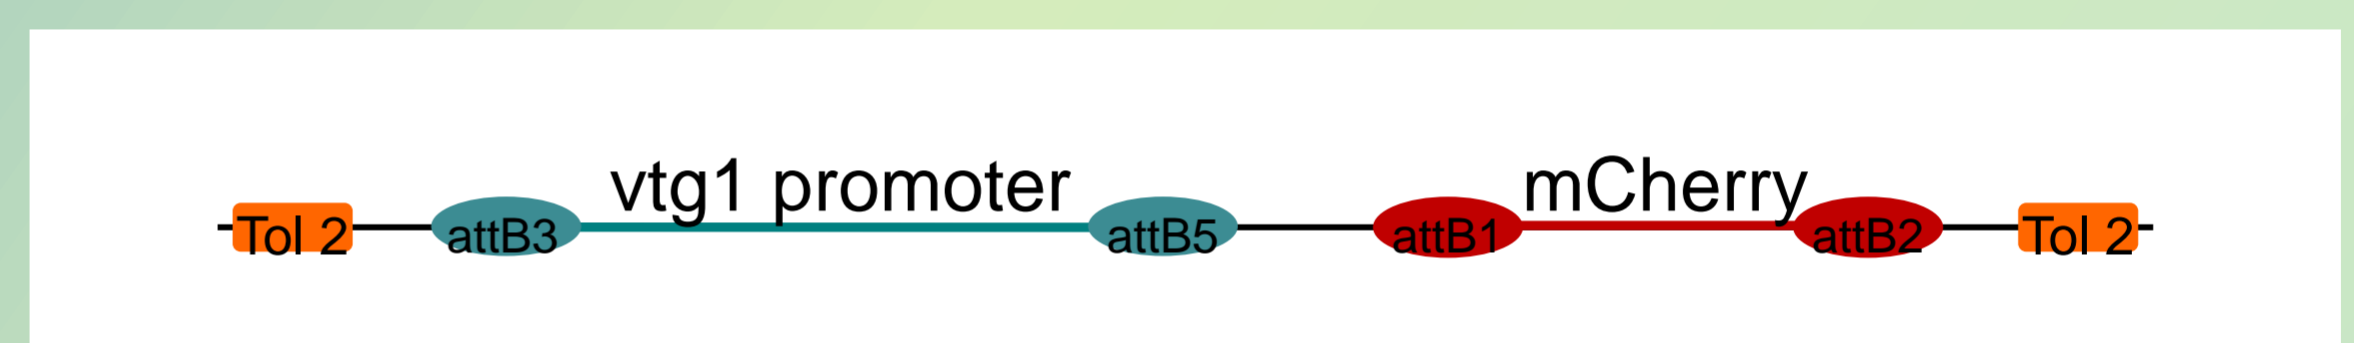 vtg1 promoter
mCherry
Tol 2
attB3
attB5
attB1
attB2
Tol 2